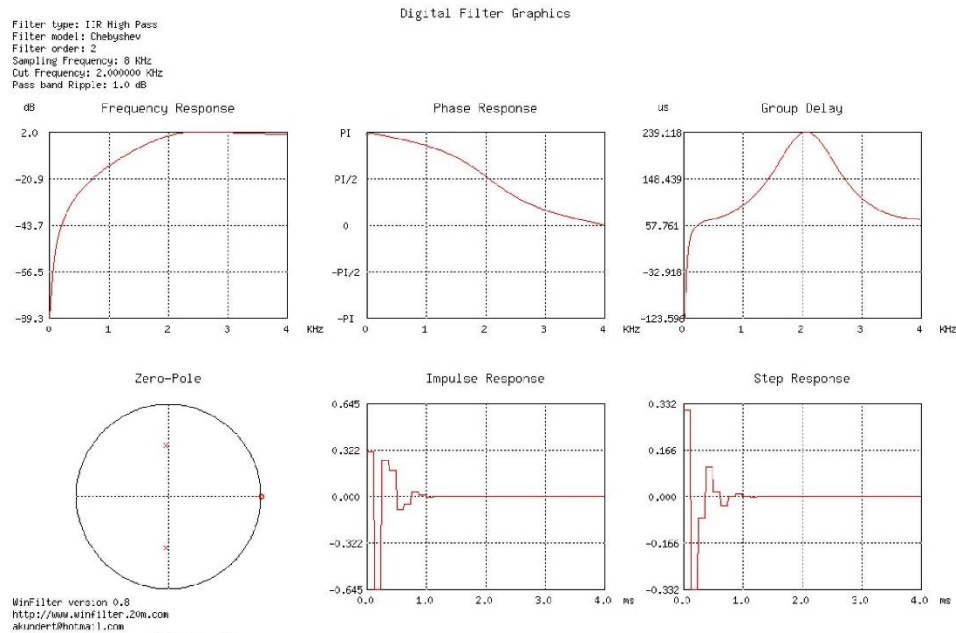 Digital Filter Graphics
Filter type: IIR High Pass
Filter model: Chebyshev
Filter order: 2
Sampling Frequency: 8 KHz
Cut Frequency: 2.000000 KHz
Pass band Ripple: 1.0 dB
dB Frequency Response
2.0
-20.9
-43.7
-66.5
-89.3
0 1 2 3 4 KHz
Phase Response
PI
PI/2
0
-PI/2
-PI
0 1 2 3 4 KHz
us Group Delay
239.118
148.439
57.761
-32.918
-123.596
0 1 2 3 4 KHz
Zero-Pole
Impulse Response
0.645
0.322
0.000
-0.322
-0.645
0.0 1.0 2.0 3.0 4.0 ms
Step Response
0.332
0.166
0.000
-0.166
-0.332
0.0 1.0 2.0 3.0 4.0 ms
WinFilter version 0.8
http://www.winfilter.20m.com
akundert@hotmail.com